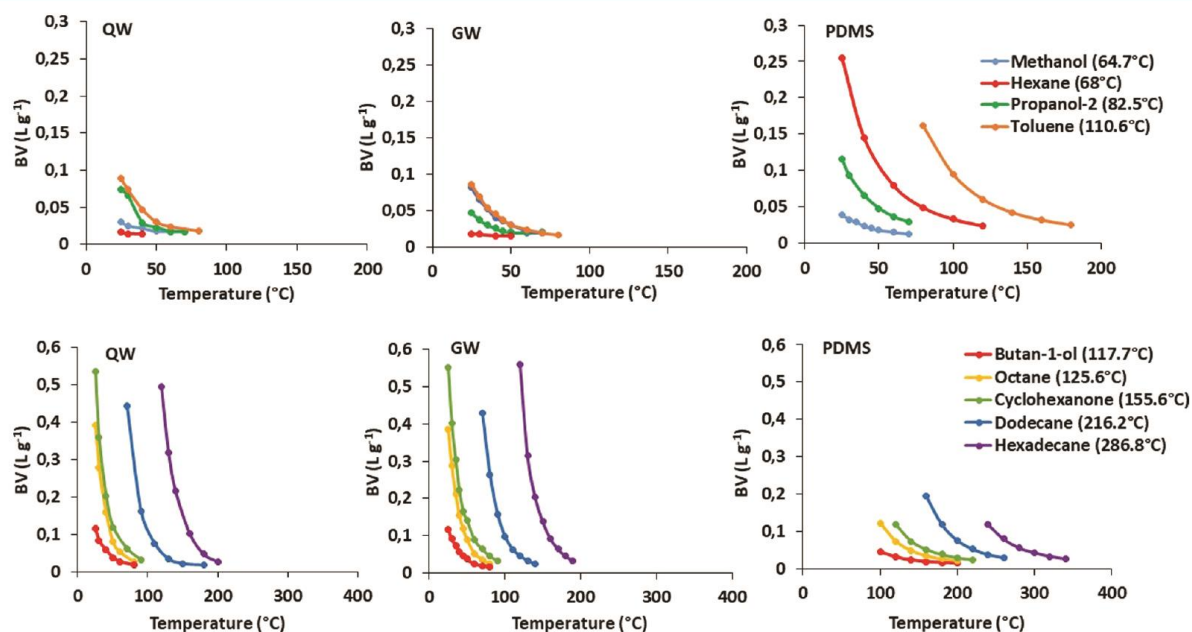 QW
GW
PDMS
0,3
0,25
0,2
0,15
0,1
0,05
0
BV (L g⁻¹)
0 50 100 150 200
Temperature (°C)
0,3
0,25
0,2
0,15
0,1
0,05
0
BV (L g⁻¹)
0 50 100 150 200
Temperature (°C)
0,3
0,25
0,2
0,15
0,1
0,05
0
BV (L g⁻¹)
0 50 100 150 200
Temperature (°C)
Methanol (64.7°C)
Hexane (68°C)
Propanol-2 (82.5°C)
Toluene (110.6°C)
QW
GW
PDMS
0,6
0,5
0,4
0,3
0,2
0,1
0
BV (L g⁻¹)
0 100 200 300 400
Temperature (°C)
0,6
0,5
0,4
0,3
0,2
0,1
0
BV (L g⁻¹)
0 100 200 300 400
Temperature (°C)
0,6
0,5
0,4
0,3
0,2
0,1
0
BV (L g⁻¹)
0 100 200 300 400
Temperature (°C)
Butan-1-ol (117.7°C)
Octane (125.6°C)
Cyclohexanone (155.6°C)
Dodecane (216.2°C)
Hexadecane (286.8°C)